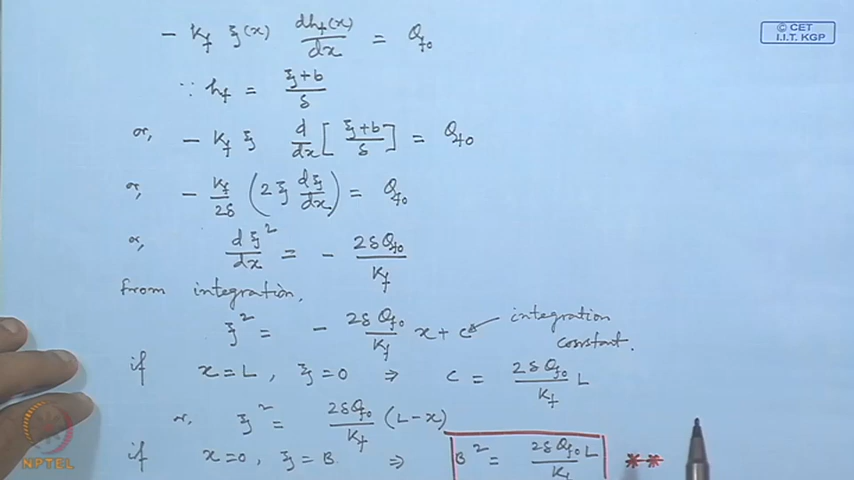 © CET
I.I.T. KGP
- K_f ξ(x) dh_f(x)/dx = Q_f0
∵ h_f = (ξ+b)/δ
or, - K_f ξ d/dx [ (ξ+b)/δ ] = Q_f0
or, - K_f/2δ ( 2 ξ dξ/dx ) = Q_f0
or, dξ²/dx = - 2δQ_f0/K_f
From integration,
ξ² = - 2δQ_f0/K_f x + c ← integration constant.
if x=L, ξ=0 ⇒ c = 2δQ_f0/K_f L
or, ξ² = 2δQ_f0/K_f (L-x)
if x=0, ξ=B. ⇒ B² = 2δQ_f0 L/K_f **
NPTEL